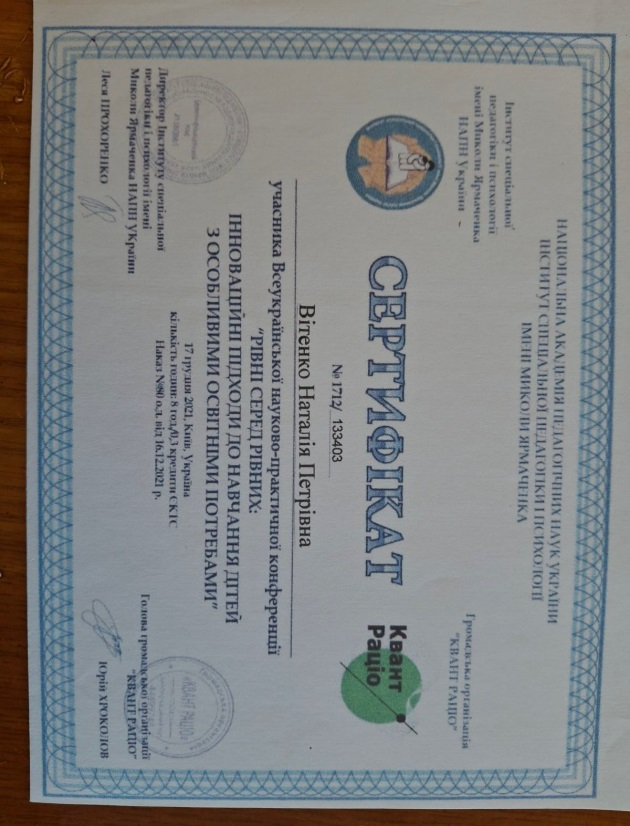 НАЦІОНАЛЬНА АКАДЕМІЯ ПЕДАГОГІЧНИХ НАУК УКРАЇНИ
ІНСТИТУТ СПЕЦІАЛЬНОЇ ПЕДАГОГІКИ І ПСИХОЛОГІЇ
ІМЕНІ МИКОЛИ ЯРМАЧЕНКА
Інститут спеціальної
педагогіки і психології
імені Миколи Ярмаченка
НАПН України
Громадська організація
"КВАНТ РАЦІО"
Квант
Раціо
СЕРТИФІКАТ
№ 1712/ 133403
Вітенко Наталія Петрівна
учасника Всеукраїнської науково-практичної конференції
“РІВНІ СЕРЕД РІВНИХ:
ІННОВАЦІЙНІ ПІДХОДИ ДО НАВЧАННЯ ДІТЕЙ
З ОСОБЛИВИМИ ОСВІТНІМИ ПОТРЕБАМИ”
17 грудня 2021, Київ, Україна
кількість годин: 8 год./0,3 кредити ЄКТС
Наказ №80 о.д. від 16.12.2021 р.
Директор Інституту спеціальної
педагогіки і психології імені
Миколи Ярмаченка НАПН України
Леся ПРОХОРЕНКО
Голова громадської організації
"КВАНТ РАЦІО"
Юрій ХРОКОЛОВ
«КВАНТ РАЦІО»